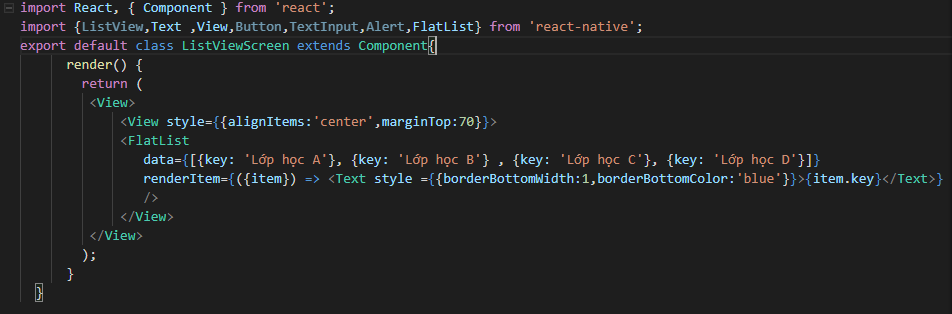 import React, { Component } from 'react';
import {ListView,Text ,View,Button,TextInput,Alert,FlatList} from 'react-native';
export default class ListViewScreen extends Component{
render() {
return (
<View>
<View style={{alignItems:'center',marginTop:70}}>
<FlatList
data={[{key: 'Lớp học A'}, {key: 'Lớp học B'} , {key: 'Lớp học C'}, {key: 'Lớp học D'}]}
renderItem={({item}) => <Text style ={{borderBottomWidth:1,borderBottomColor:'blue'}}>{item.key}</Text>}
/>
</View>
</View>
);
}
}